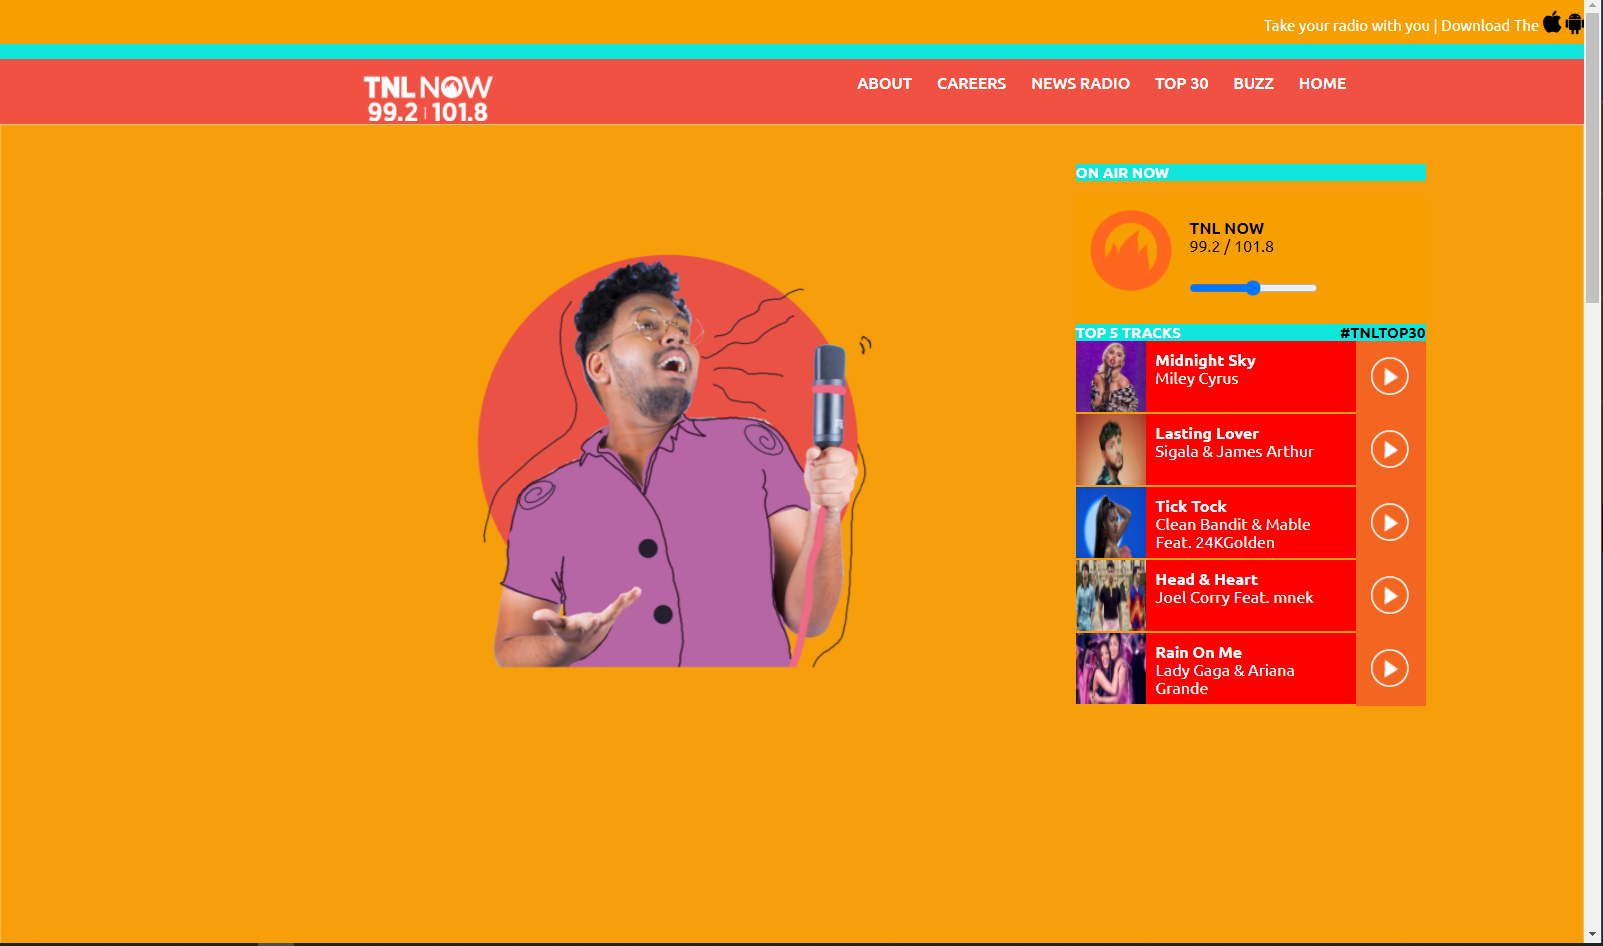 Take your radio with you | Download The
TNL NOW
99.2 | 101.8
ABOUT CAREERS NEWS RADIO TOP 30 BUZZ HOME
ON AIR NOW
TNL NOW
99.2 / 101.8
TOP 5 TRACKS #TNLTOP30
Midnight Sky
Miley Cyrus
Lasting Lover
Sigala & James Arthur
Tick Tock
Clean Bandit & Mable
Feat. 24KGolden
Head & Heart
Joel Corry Feat. mnek
Rain On Me
Lady Gaga & Ariana
Grande